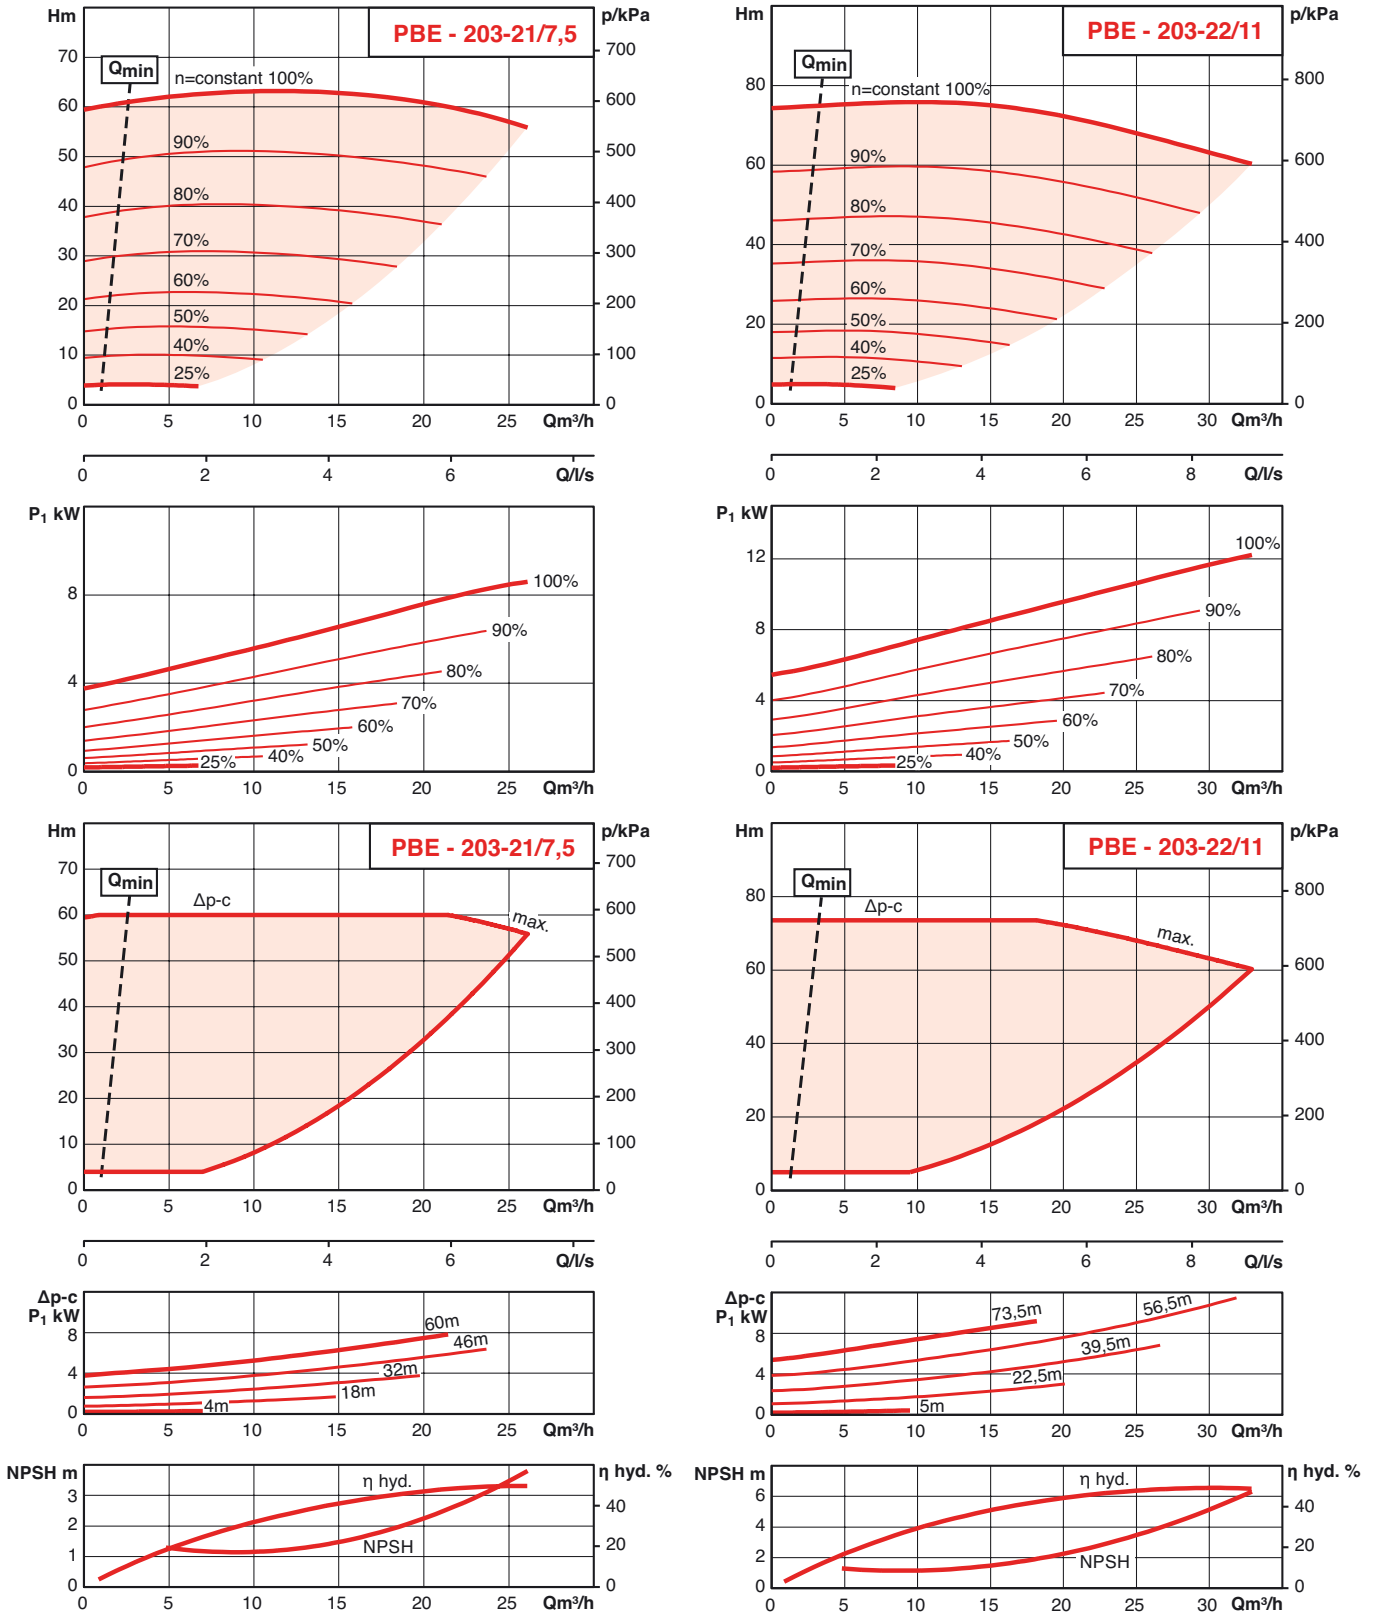 Hm
p/kPa
PBE - 203-21/7,5
Qmin
n=constant 100%
90%
80%
70%
60%
50%
40%
25%
70
60
50
40
30
20
10
0
700
600
500
400
300
200
100
0
0 5 10 15 20 25 Qm³/h
0 2 4 6 Q/l/s
P₁ kW
8
4
0
100%
90%
80%
70%
60%
50%
40%
25%
0 5 10 15 20 25 Qm³/h
Hm
p/kPa
PBE - 203-21/7,5
Qmin
Δp-c
max.
70
60
50
40
30
20
10
0
700
600
500
400
300
200
100
0
0 5 10 15 20 25 Qm³/h
0 2 4 6 Q/l/s
Δp-c
P₁ kW
8
4
0
60m
46m
32m
18m
4m
0 5 10 15 20 25 Qm³/h
NPSH m
η hyd. %
3
2
1
0
η hyd.
NPSH
40
20
0
0 5 10 15 20 25 Qm³/h
Hm
p/kPa
PBE - 203-22/11
Qmin
n=constant 100%
90%
80%
70%
60%
50%
40%
25%
80
60
40
20
0
800
600
400
200
0
0 5 10 15 20 25 30 Qm³/h
0 2 4 6 8 Q/l/s
P₁ kW
12
8
4
0
100%
90%
80%
70%
60%
50%
40%
25%
0 5 10 15 20 25 30 Qm³/h
Hm
p/kPa
PBE - 203-22/11
Qmin
Δp-c
max.
80
60
40
20
0
800
600
400
200
0
0 5 10 15 20 25 30 Qm³/h
0 2 4 6 8 Q/l/s
Δp-c
P₁ kW
8
4
0
73,5m
56,5m
39,5m
22,5m
5m
0 5 10 15 20 25 30 Qm³/h
NPSH m
η hyd. %
6
4
2
0
η hyd.
NPSH
40
20
0
0 5 10 15 20 25 30 Qm³/h